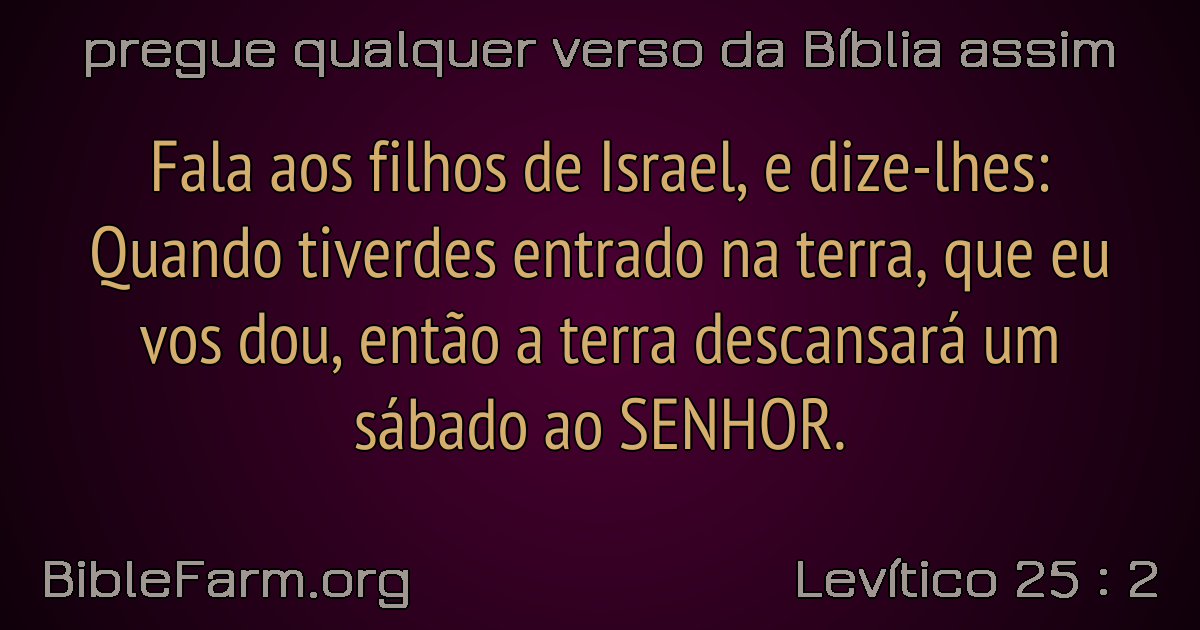 pregue qualquer verso da Bíblia assim
Fala aos filhos de Israel, e dize-lhes:
Quando tiverdes entrado na terra, que eu
vos dou, então a terra descansará um
sábado ao SENHOR.
BibleFarm.org
Levítico 25 : 2